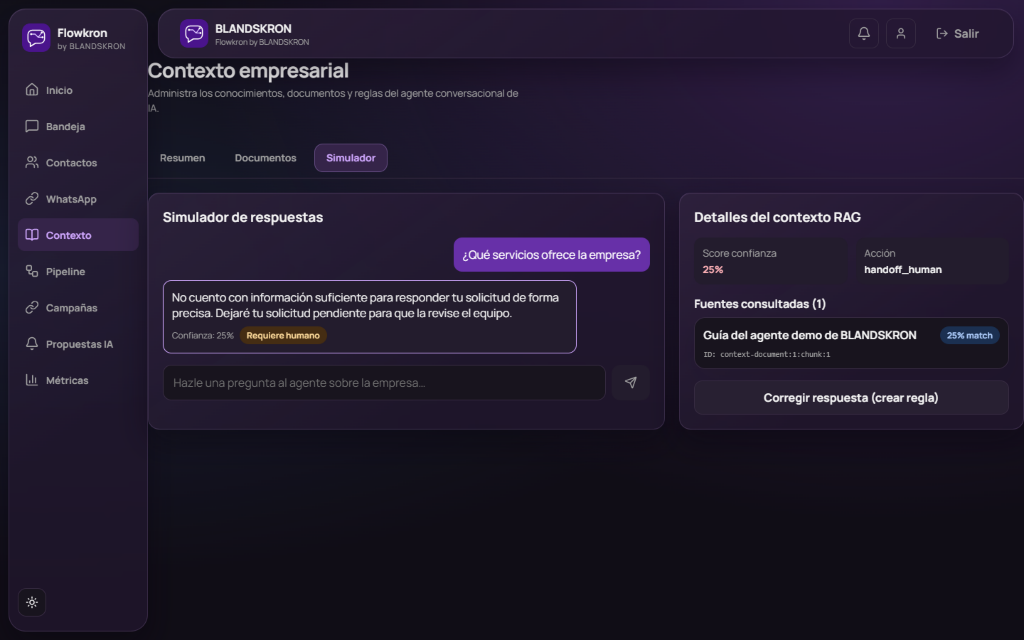 Flowkron
by BLANDSKRON
Inicio
Bandeja
Contactos
WhatsApp
Contexto
Pipeline
Campañas
Propuestas IA
Métricas
BLANDSKRON
Flowkron by BLANDSKRON
Salir
Contexto empresarial
Administra los conocimientos, documentos y reglas del agente conversacional de
IA.
Resumen
Documentos
Simulador
Simulador de respuestas
¿Qué servicios ofrece la empresa?
No cuento con información suficiente para responder tu solicitud de forma
precisa. Dejaré tu solicitud pendiente para que la revise el equipo.
Confianza: 25%
Requiere humano
Hazle una pregunta al agente sobre la empresa...
Detalles del contexto RAG
Score confianza
25%
Acción
handoff_human
Fuentes consultadas (1)
Guía del agente demo de BLANDSKRON
25% match
ID: context-document:1:chunk:1
Corregir respuesta (crear regla)